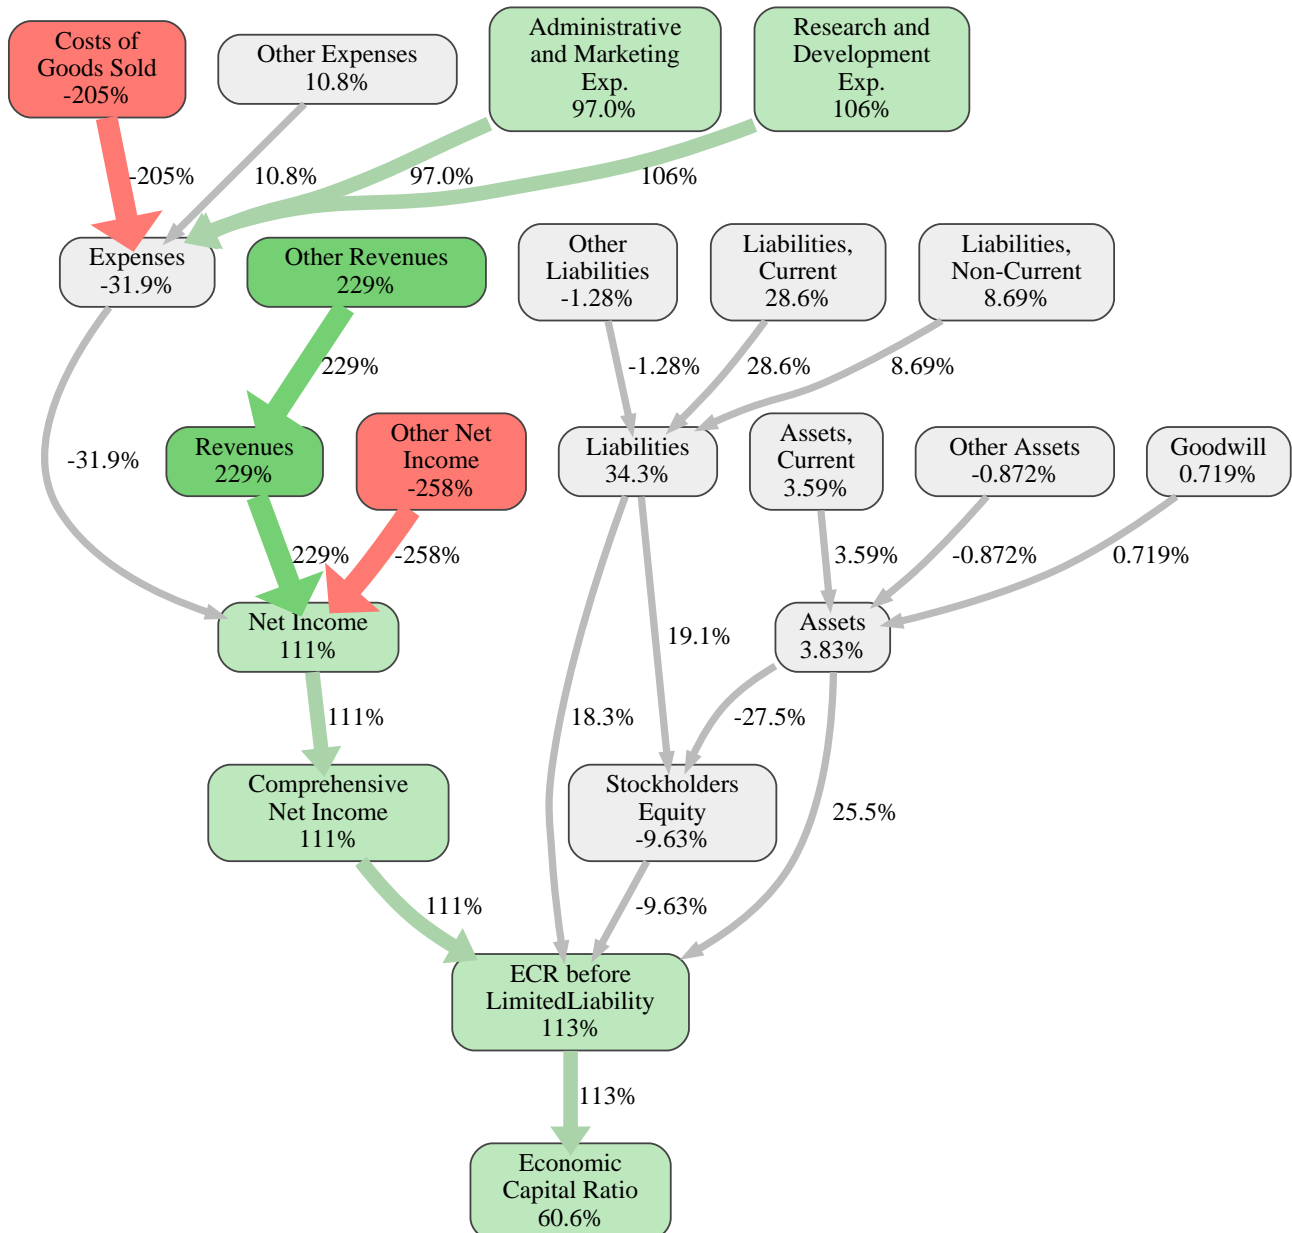 Costs of
Goods Sold
-205%
Other Expenses
10.8%
Administrative
and Marketing
Exp.
97.0%
Research and
Development
Exp.
106%
-205%
10.8%
97.0%
106%
Expenses
-31.9%
Other Revenues
229%
Other
Liabilities
-1.28%
Liabilities,
Current
28.6%
Liabilities,
Non-Current
8.69%
229%
-1.28%
28.6%
8.69%
Revenues
229%
Other Net
Income
-258%
Liabilities
34.3%
Assets,
Current
3.59%
Other Assets
-0.872%
Goodwill
0.719%
-31.9%
229%
-258%
3.59%
-0.872%
0.719%
Net Income
111%
19.1%
Assets
3.83%
111%
18.3%
-27.5%
Comprehensive
Net Income
111%
Stockholders
Equity
-9.63%
25.5%
111%
-9.63%
ECR before
LimitedLiability
113%
113%
Economic
Capital Ratio
60.6%